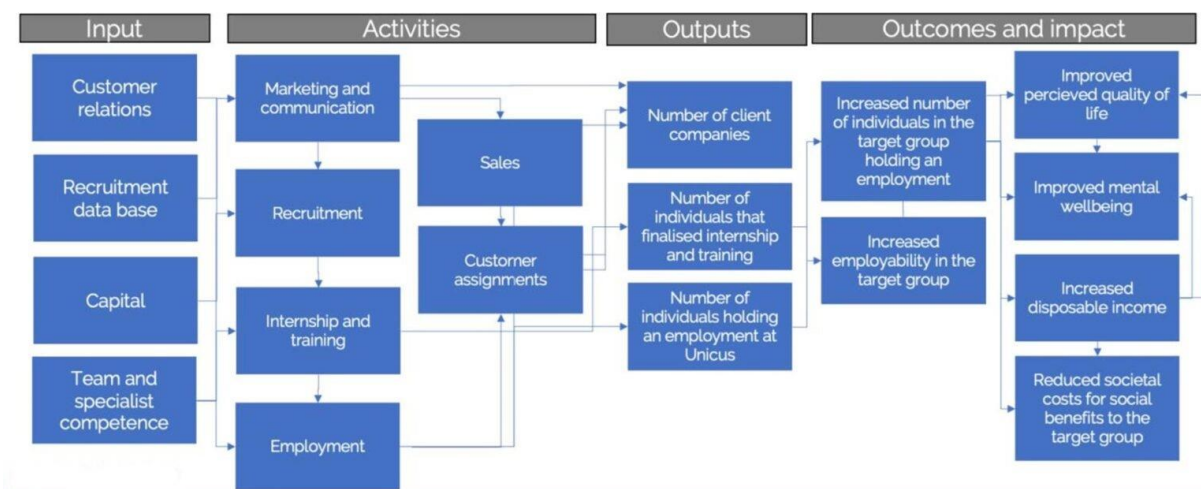 Input
Activities
Outputs
Outcomes and impact
Customer
relations
Recruitment
data base
Capital
Team and
specialist
competence
Marketing and
communication
Recruitment
Internship and
training
Employment
Sales
Customer
assignments
Number of client
companies
Number of
individuals that
finalised internship
and training
Number of
individuals holding
an employment at
Unicus
Increased number
of individuals in the
target group
holding an
employment
Increased
employability in the
target group
Improved
percieved quality of
life
Improved mental
wellbeing
Increased
disposable income
Reduced societal
costs for social
benefits to the
target group